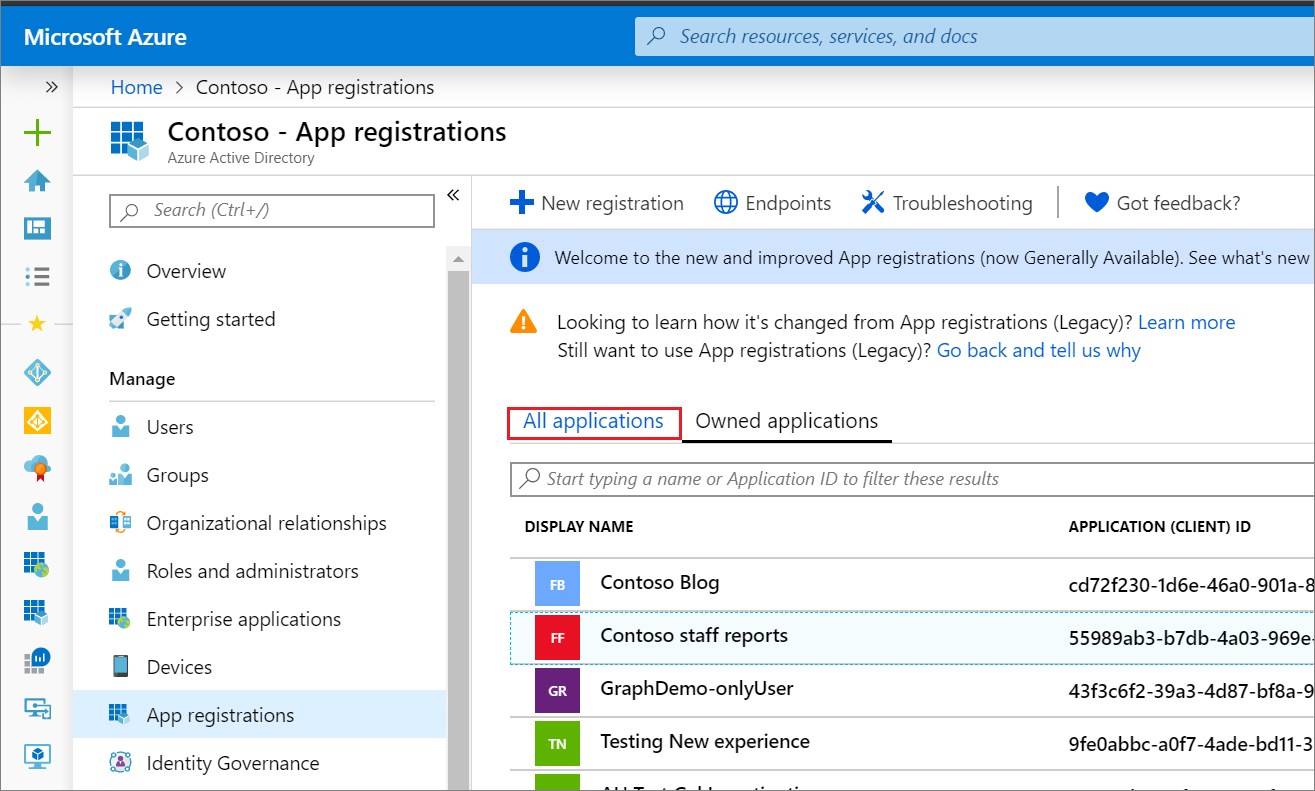 Microsoft Azure
Search resources, services, and docs
Home > Contoso - App registrations
Contoso - App registrations
Azure Active Directory
Search (Ctrl+/)
Overview
Getting started
Manage
Users
Groups
Organizational relationships
Roles and administrators
Enterprise applications
Devices
App registrations
Identity Governance
New registration
Endpoints
Troubleshooting
Got feedback?
Welcome to the new and improved App registrations (now Generally Available). See what's new
Looking to learn how it's changed from App registrations (Legacy)? Learn more
Still want to use App registrations (Legacy)? Go back and tell us why
All applications
Owned applications
Start typing a name or Application ID to filter these results
DISPLAY NAME
APPLICATION (CLIENT) ID
FB Contoso Blog cd72f230-1d6e-46a0-901a-8
FF Contoso staff reports 55989ab3-b7db-4a03-969e-
GR GraphDemo-onlyUser 43f3c6f2-39a3-4d87-bf8a-9
TN Testing New experience 9fe0abbc-a0f7-4ade-bd11-3